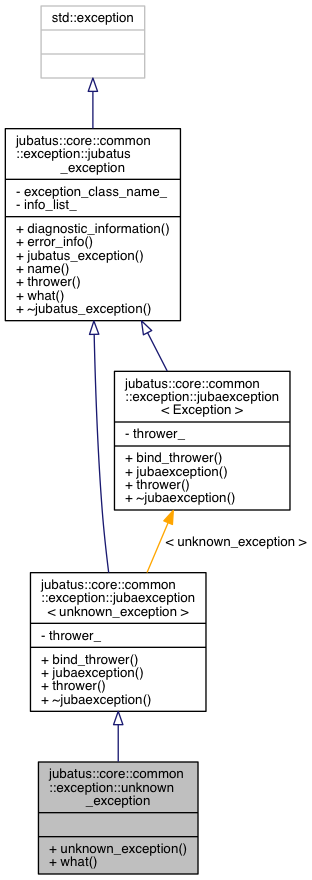 std::exception
jubatus::core::common
::exception::jubatus
_exception
- exception_class_name_
- info_list_
+ diagnostic_information()
+ error_info()
+ jubatus_exception()
+ name()
+ thrower()
+ what()
+ ~jubatus_exception()
jubatus::core::common
::exception::jubaexception
< Exception >
- thrower_
+ bind_thrower()
+ jubaexception()
+ thrower()
+ ~jubaexception()
< unknown_exception >
jubatus::core::common
::exception::jubaexception
< unknown_exception >
- thrower_
+ bind_thrower()
+ jubaexception()
+ thrower()
+ ~jubaexception()
jubatus::core::common
::exception::unknown
_exception
+ unknown_exception()
+ what()